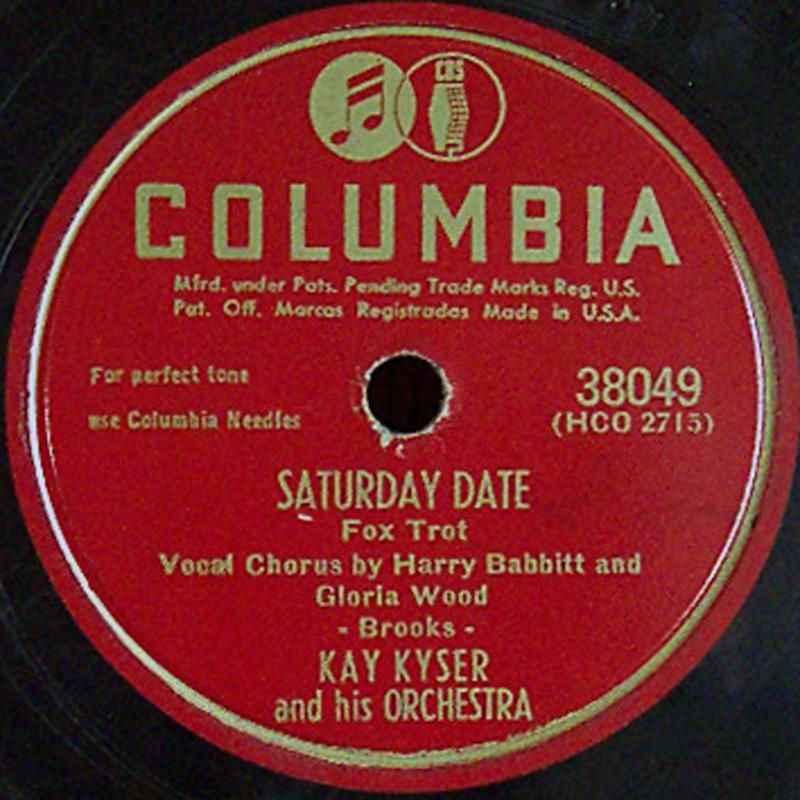 CBS
COLUMBIA
Mfrd. under Pats. Pending Trade Marks Reg. U.S.
Pat. Off. Marcas Registradas Made in U.S.A.
For perfect tone
use Columbia Needles
38049
(HCO 2715)
SATURDAY DATE
Fox Trot
Vocal Chorus by Harry Babbitt and
Gloria Wood
- Brooks -
KAY KYSER
and his ORCHESTRA